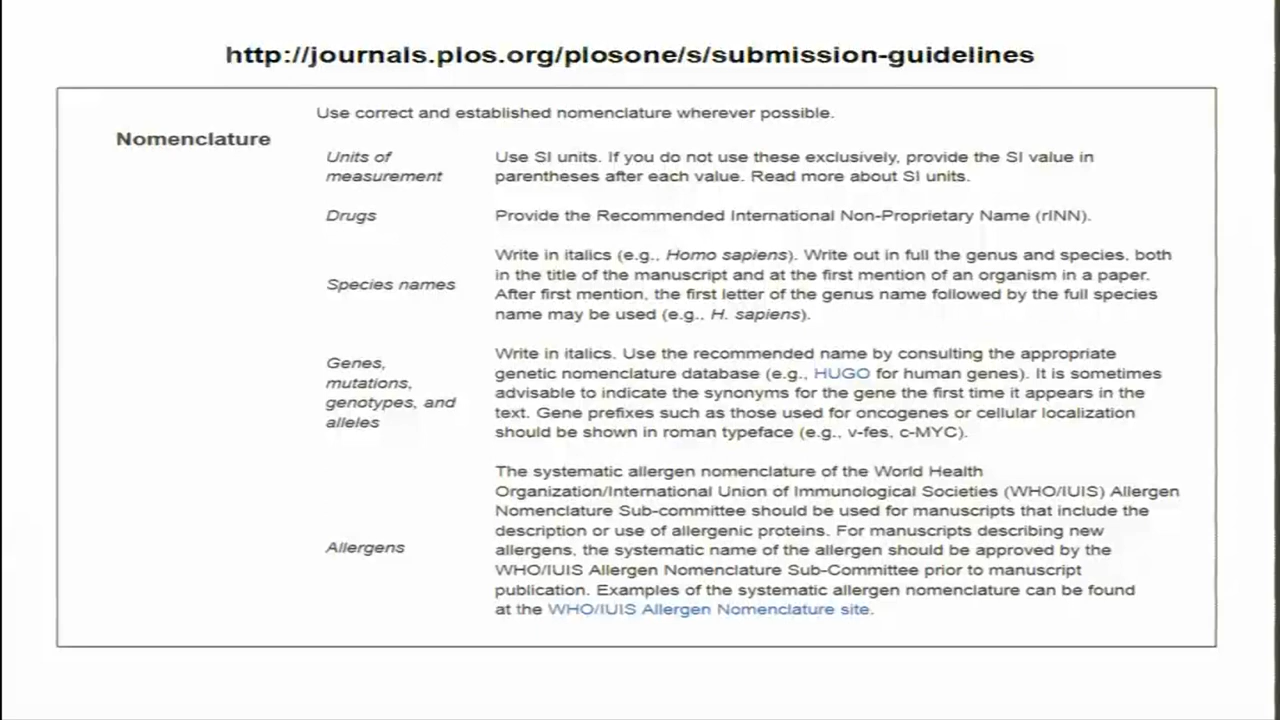 http://journals.plos.org/plosone/s/submission-guidelines
Use correct and established nomenclature wherever possible.
Nomenclature
Units of
measurement
Use SI units. If you do not use these exclusively, provide the SI value in
parentheses after each value. Read more about SI units.
Drugs
Provide the Recommended International Non-Proprietary Name (rINN).
Species names
Write in italics (e.g., Homo sapiens). Write out in full the genus and species, both
in the title of the manuscript and at the first mention of an organism in a paper.
After first mention, the first letter of the genus name followed by the full species
name may be used (e.g., H. sapiens).
Genes,
mutations,
genotypes, and
alleles
Write in italics. Use the recommended name by consulting the appropriate
genetic nomenclature database (e.g., HUGO for human genes). It is sometimes
advisable to indicate the synonyms for the gene the first time it appears in the
text. Gene prefixes such as those used for oncogenes or cellular localization
should be shown in roman typeface (e.g., v-fes, c-MYC).
Allergens
The systematic allergen nomenclature of the World Health
Organization/International Union of Immunological Societies (WHO/IUIS) Allergen
Nomenclature Sub-committee should be used for manuscripts that include the
description or use of allergenic proteins. For manuscripts describing new
allergens, the systematic name of the allergen should be approved by the
WHO/IUIS Allergen Nomenclature Sub-Committee prior to manuscript
publication. Examples of the systematic allergen nomenclature can be found
at the WHO/IUIS Allergen Nomenclature site.